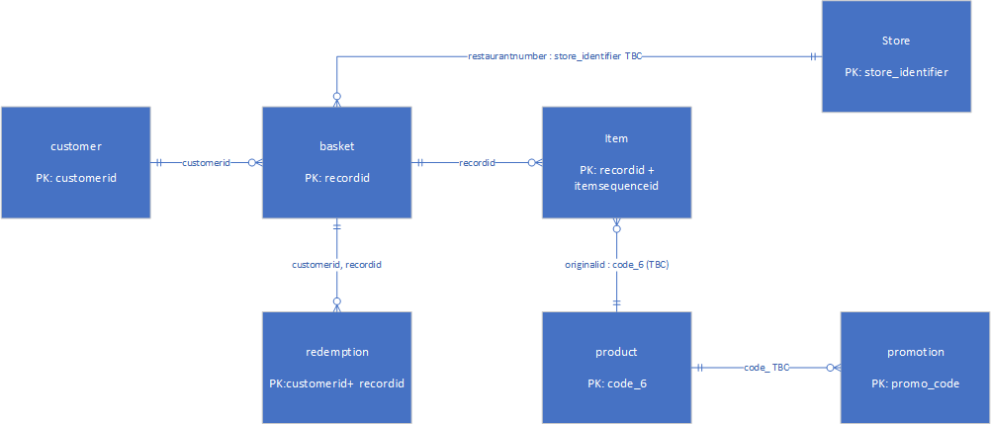 Store
PK: store_identifier
restaurantnumber : store_identifier TBC
customer
PK: customerid
customerid
basket
PK: recordid
recordid
Item
PK: recordid +
itemsequenceid
customerid, recordid
originalid : code_6 (TBC)
redemption
PK:customerid+ recordid
product
PK: code_6
code_ TBC
promotion
PK: promo_code